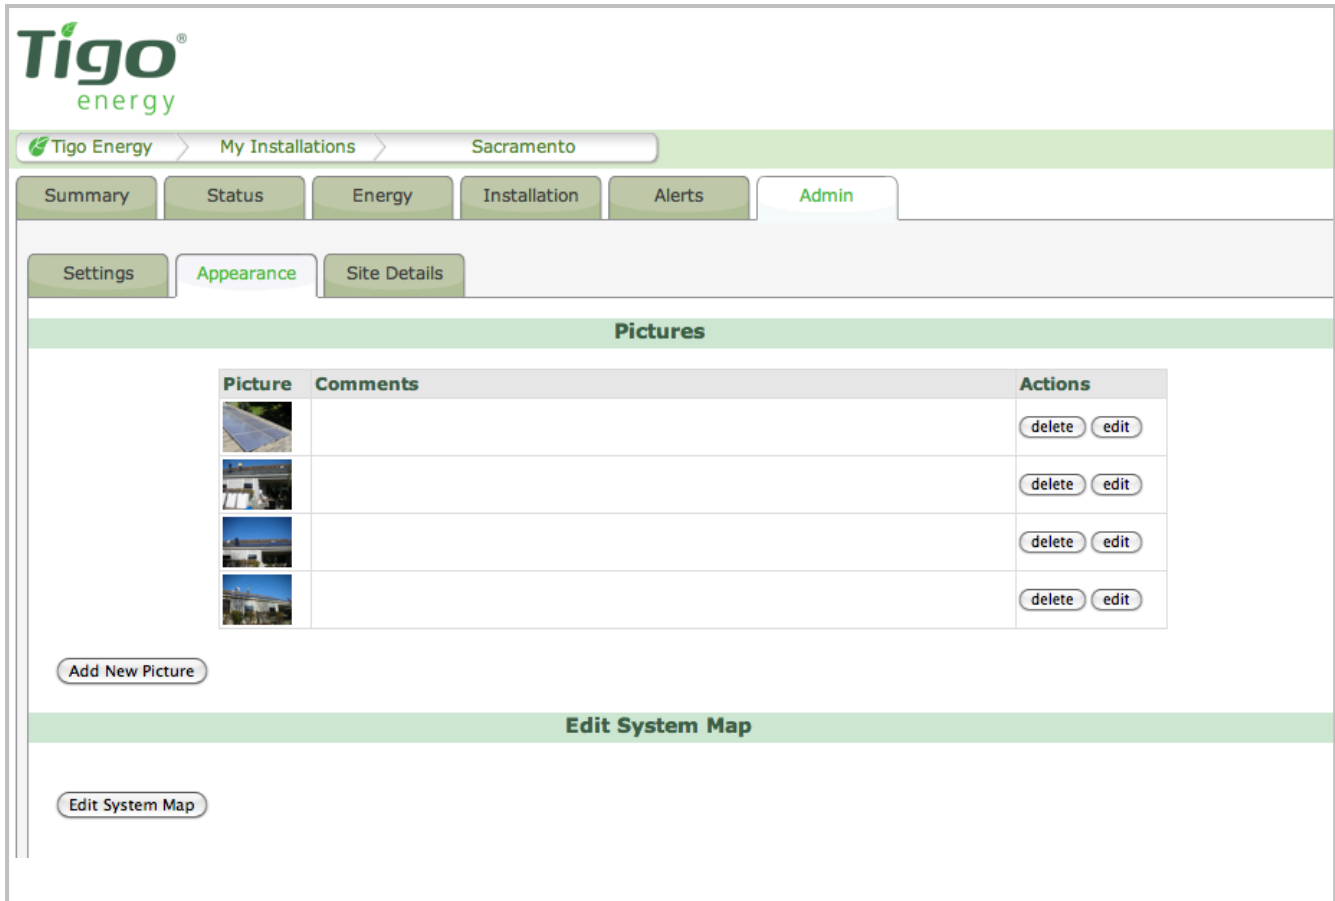 Tigo®
energy
Tigo Energy My Installations Sacramento
Summary Status Energy Installation Alerts Admin
Settings Appearance Site Details
Pictures
Picture Comments Actions
delete edit
delete edit
delete edit
delete edit
Add New Picture
Edit System Map
Edit System Map